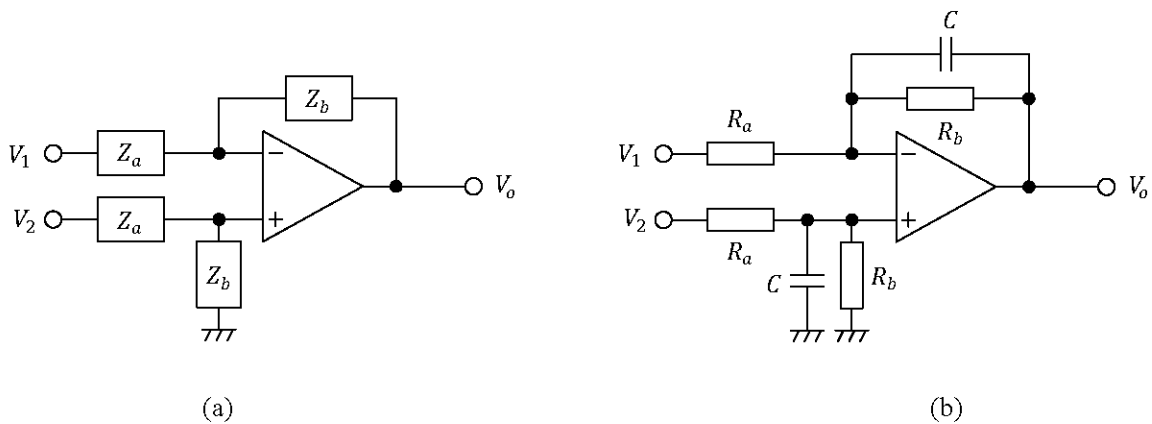 Z_b
V_1
Z_a
−
V_2
Z_a
+
V_o
Z_b
(a)
C
R_a
R_b
V_1
−
V_2
+
V_o
R_a
C
R_b
(b)